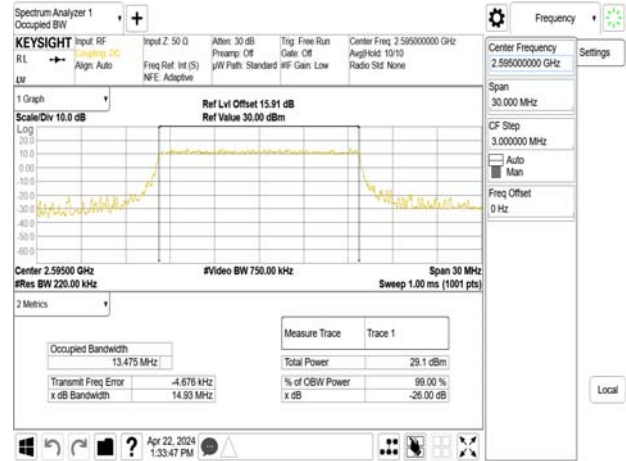 Spectrum Analyzer 1
Occupied BW
Frequency
KEYSIGHT
Input: RF
Coupling: DC
Align: Auto
Input Z: 50 Ω
Freq Ref: Int (S)
NFE: Adaptive
Atten: 30 dB
Preamp: Off
µW Path: Standard
Trig: Free Run
Gate: Off
#IF Gain: Low
Center Freq: 2.595000000 GHz
Avg|Hold: 10/10
Radio Std: None
RL
Center Frequency
2.595000000 GHz
Settings
Span
30.000 MHz
CF Step
3.000000 MHz
Auto
Man
Freq Offset
0 Hz
Local
1 Graph
Scale/Div 10.0 dB
Ref Lvl Offset 15.91 dB
Ref Value 30.00 dBm
Log
20.0
10.0
0.00
-10.0
-20.0
-30.0
-40.0
-50.0
-60.0
Center 2.59500 GHz
#Video BW 750.00 kHz
Span 30 MHz
#Res BW 220.00 kHz
Sweep 1.00 ms (1001 pts)
2 Metrics
Occupied Bandwidth
13.475 MHz
Transmit Freq Error -4.676 kHz
x dB Bandwidth 14.93 MHz
Measure Trace Trace 1
Total Power 29.1 dBm
% of OBW Power 99.00 %
x dB -26.00 dB
Apr 22, 2024
1:33:47 PM